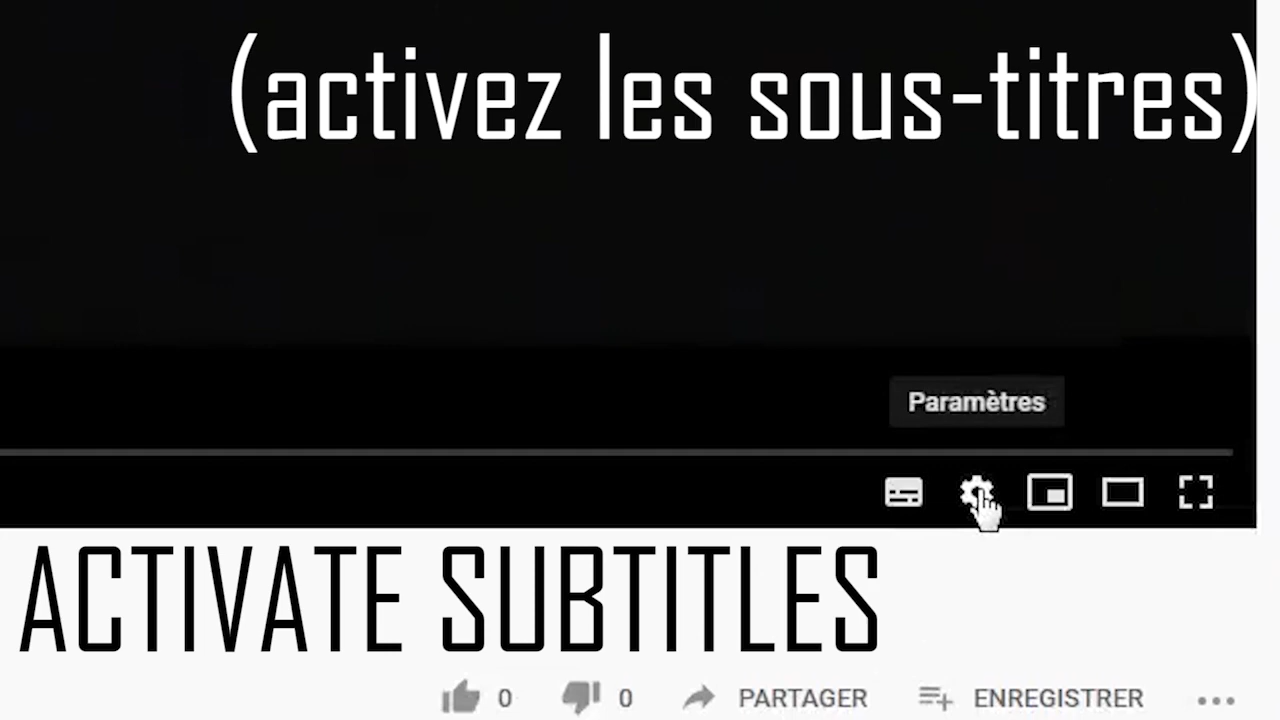 (activez les sous-titres)
Paramètres
ACTIVATE SUBTITLES
0 0 PARTAGER ENREGISTRER